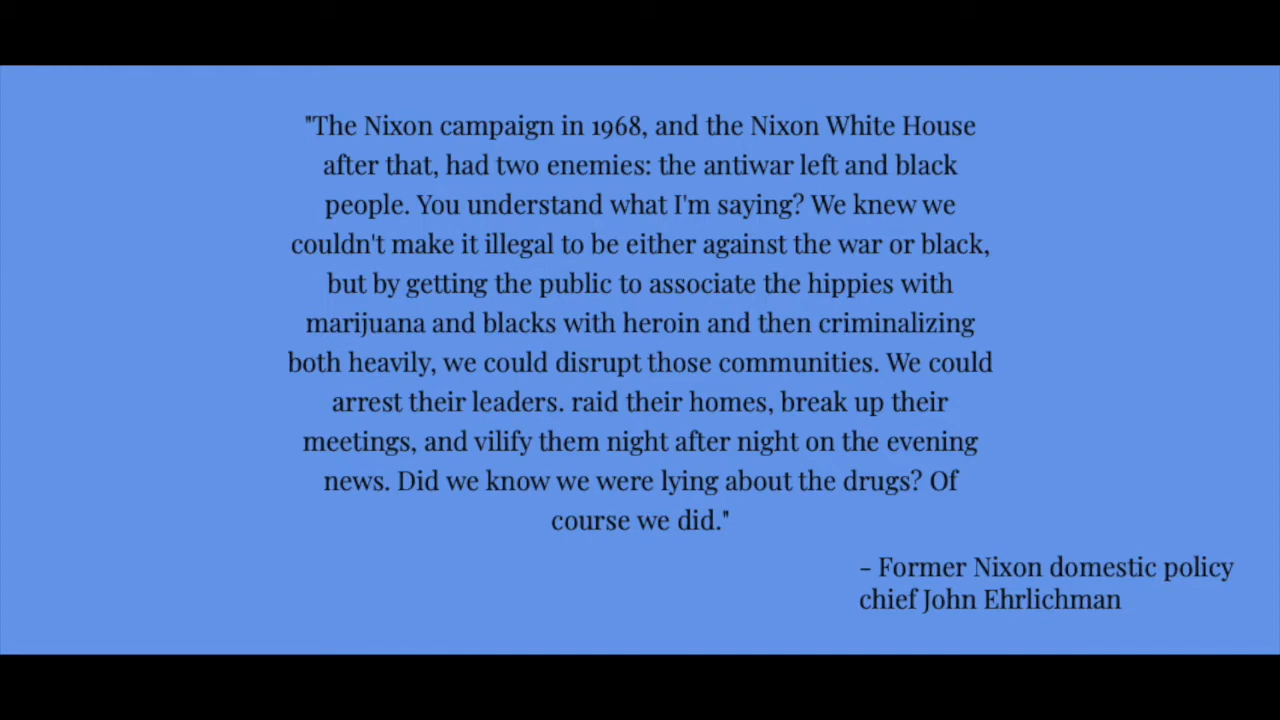 "The Nixon campaign in 1968, and the Nixon White House
after that, had two enemies: the antiwar left and black
people. You understand what I'm saying? We knew we
couldn't make it illegal to be either against the war or black,
but by getting the public to associate the hippies with
marijuana and blacks with heroin and then criminalizing
both heavily, we could disrupt those communities. We could
arrest their leaders. raid their homes, break up their
meetings, and vilify them night after night on the evening
news. Did we know we were lying about the drugs? Of
course we did."
- Former Nixon domestic policy
chief John Ehrlichman